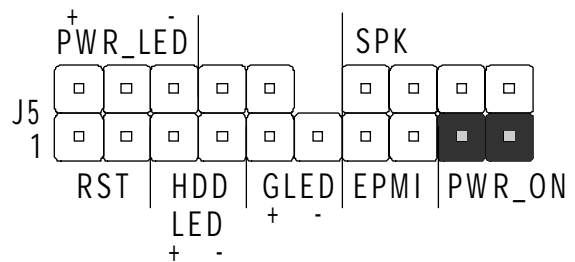 + -
PWR_LED SPK
J5
1
RST HDD GLED EPMI PWR_ON
LED + -
+ -